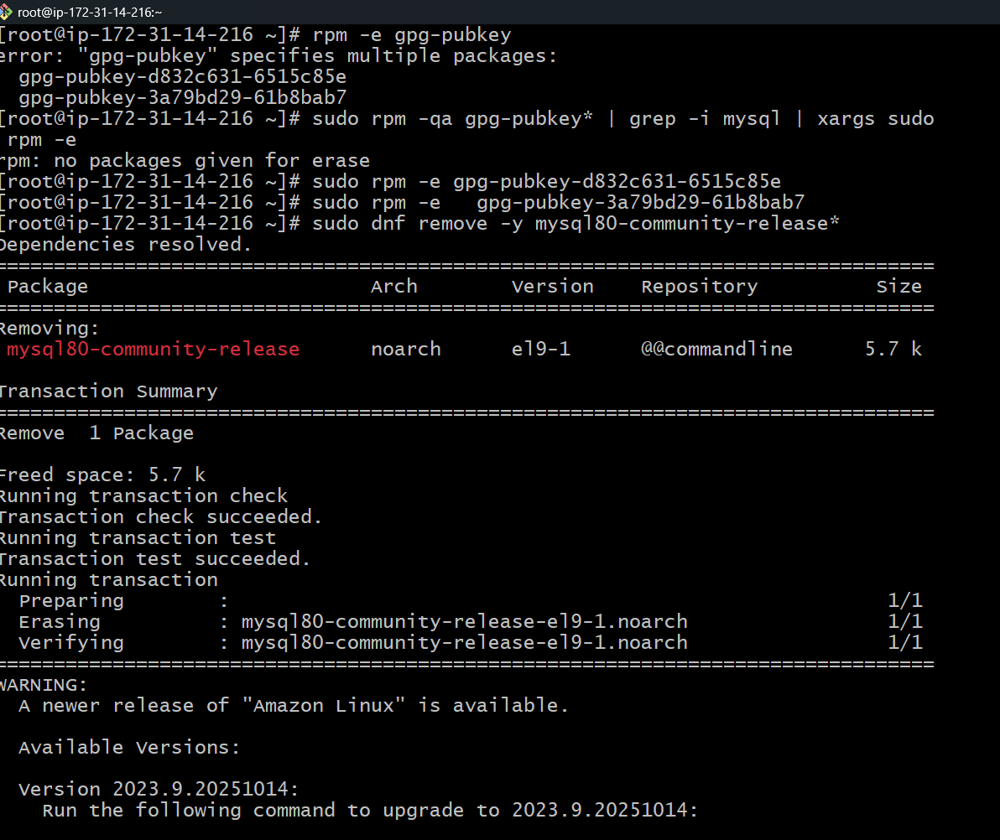 root@ip-172-31-14-216:~
[root@ip-172-31-14-216 ~]# rpm -e gpg-pubkey
error: "gpg-pubkey" specifies multiple packages:
  gpg-pubkey-d832c631-6515c85e
  gpg-pubkey-3a79bd29-61b8bab7
[root@ip-172-31-14-216 ~]# sudo rpm -qa gpg-pubkey* | grep -i mysql | xargs sudo
 rpm -e
rpm: no packages given for erase
[root@ip-172-31-14-216 ~]# sudo rpm -e gpg-pubkey-d832c631-6515c85e
[root@ip-172-31-14-216 ~]# sudo rpm -e   gpg-pubkey-3a79bd29-61b8bab7
[root@ip-172-31-14-216 ~]# sudo dnf remove -y mysql80-community-release*
Dependencies resolved.
================================================================================
 Package                        Arch        Version    Repository          Size
================================================================================
Removing:
 mysql80-community-release      noarch      el9-1      @@commandline      5.7 k

Transaction Summary
================================================================================
Remove  1 Package

Freed space: 5.7 k
Running transaction check
Transaction check succeeded.
Running transaction test
Transaction test succeeded.
Running transaction
  Preparing        :                                                        1/1
  Erasing          : mysql80-community-release-el9-1.noarch                 1/1
  Verifying        : mysql80-community-release-el9-1.noarch                 1/1
================================================================================
WARNING:
  A newer release of "Amazon Linux" is available.

  Available Versions:

  Version 2023.9.20251014:
    Run the following command to upgrade to 2023.9.20251014: